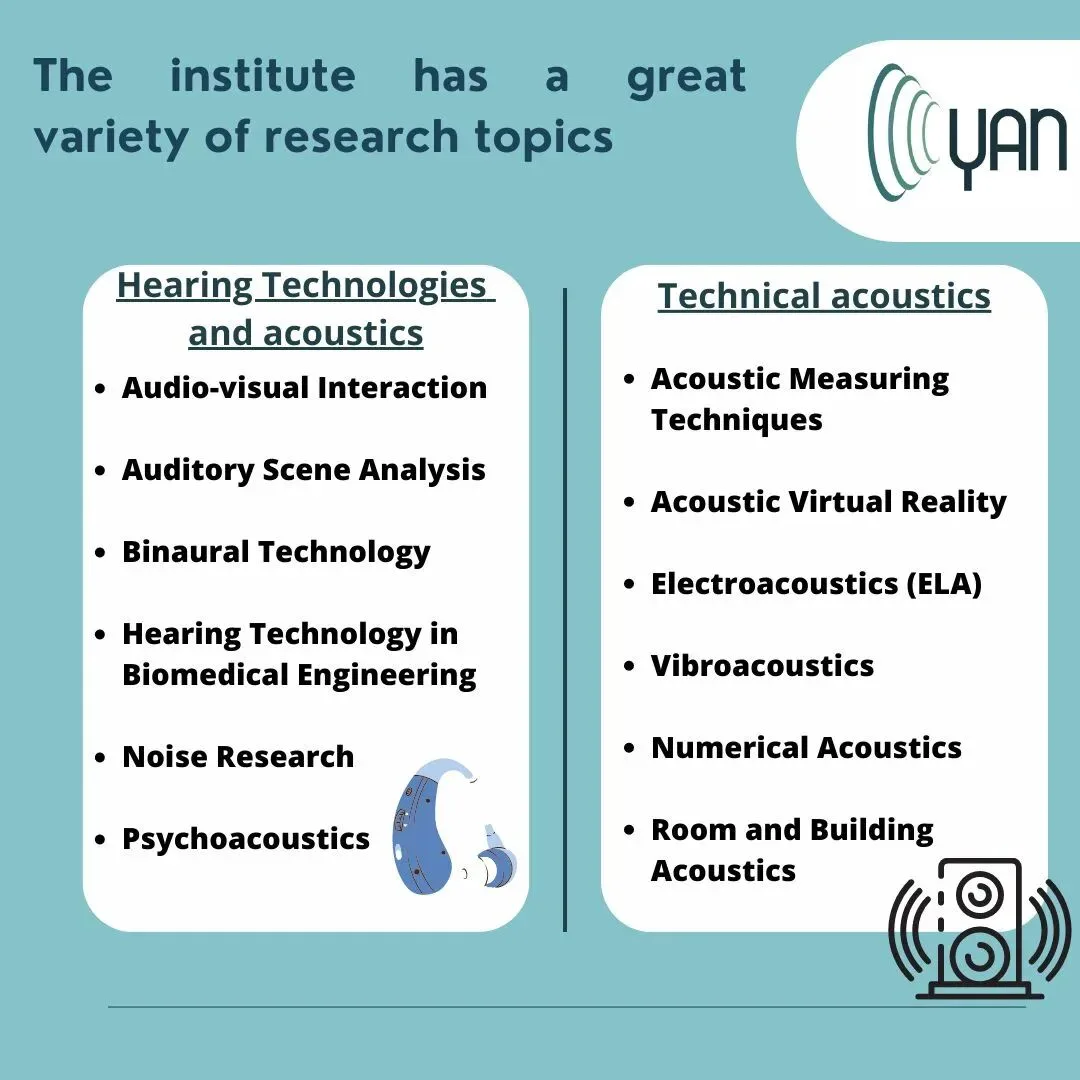 The institute has a great
variety of research topics
YAN
Hearing Technologies
and acoustics
• Audio-visual Interaction
• Auditory Scene Analysis
• Binaural Technology
• Hearing Technology in
Biomedical Engineering
• Noise Research
• Psychoacoustics
Technical acoustics
• Acoustic Measuring
Techniques
• Acoustic Virtual Reality
• Electroacoustics (ELA)
• Vibroacoustics
• Numerical Acoustics
• Room and Building
Acoustics